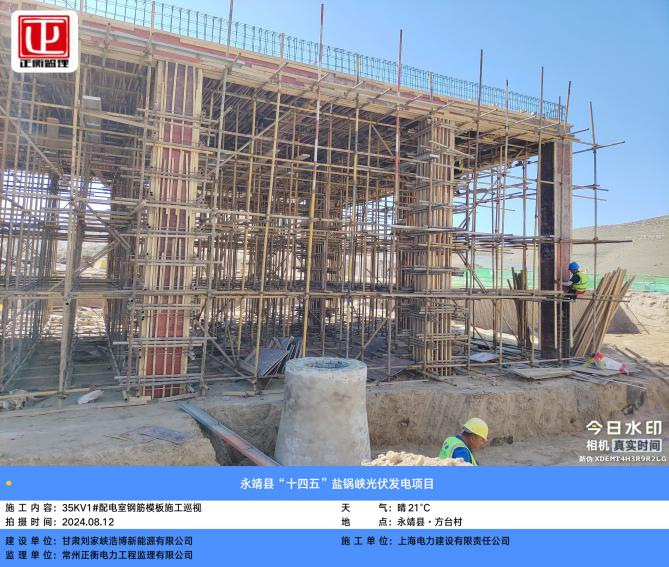 正衡监理
今日水印
相机 真实时间
防伪 XDEMT4H3R9R2LG
永靖县“十四五”盐锅峡光伏发电项目
施工内容：35KV1#配电室钢筋模板施工巡视
天 气：晴21℃
拍摄时间：2024.08.12
地 点：永靖县·方台村
建设单位：甘肃刘家峡浩博新能源有限公司
施工单位：上海电力建设有限责任公司
监理单位：常州正衡电力工程监理有限公司